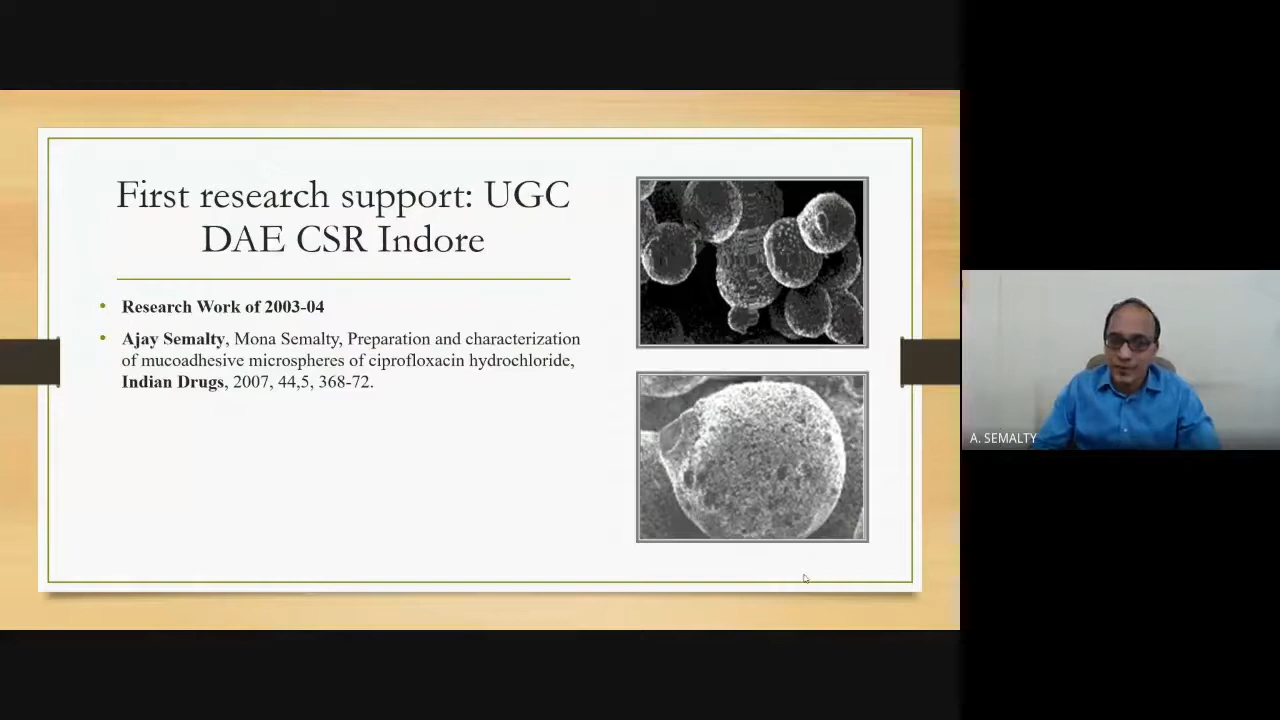 First research support: UGC
DAE CSR Indore
• Research Work of 2003-04
• Ajay Semalty, Mona Semalty, Preparation and characterization
of mucoadhesive microspheres of ciprofloxacin hydrochloride,
Indian Drugs, 2007, 44,5, 368-72.
A. SEMALTY